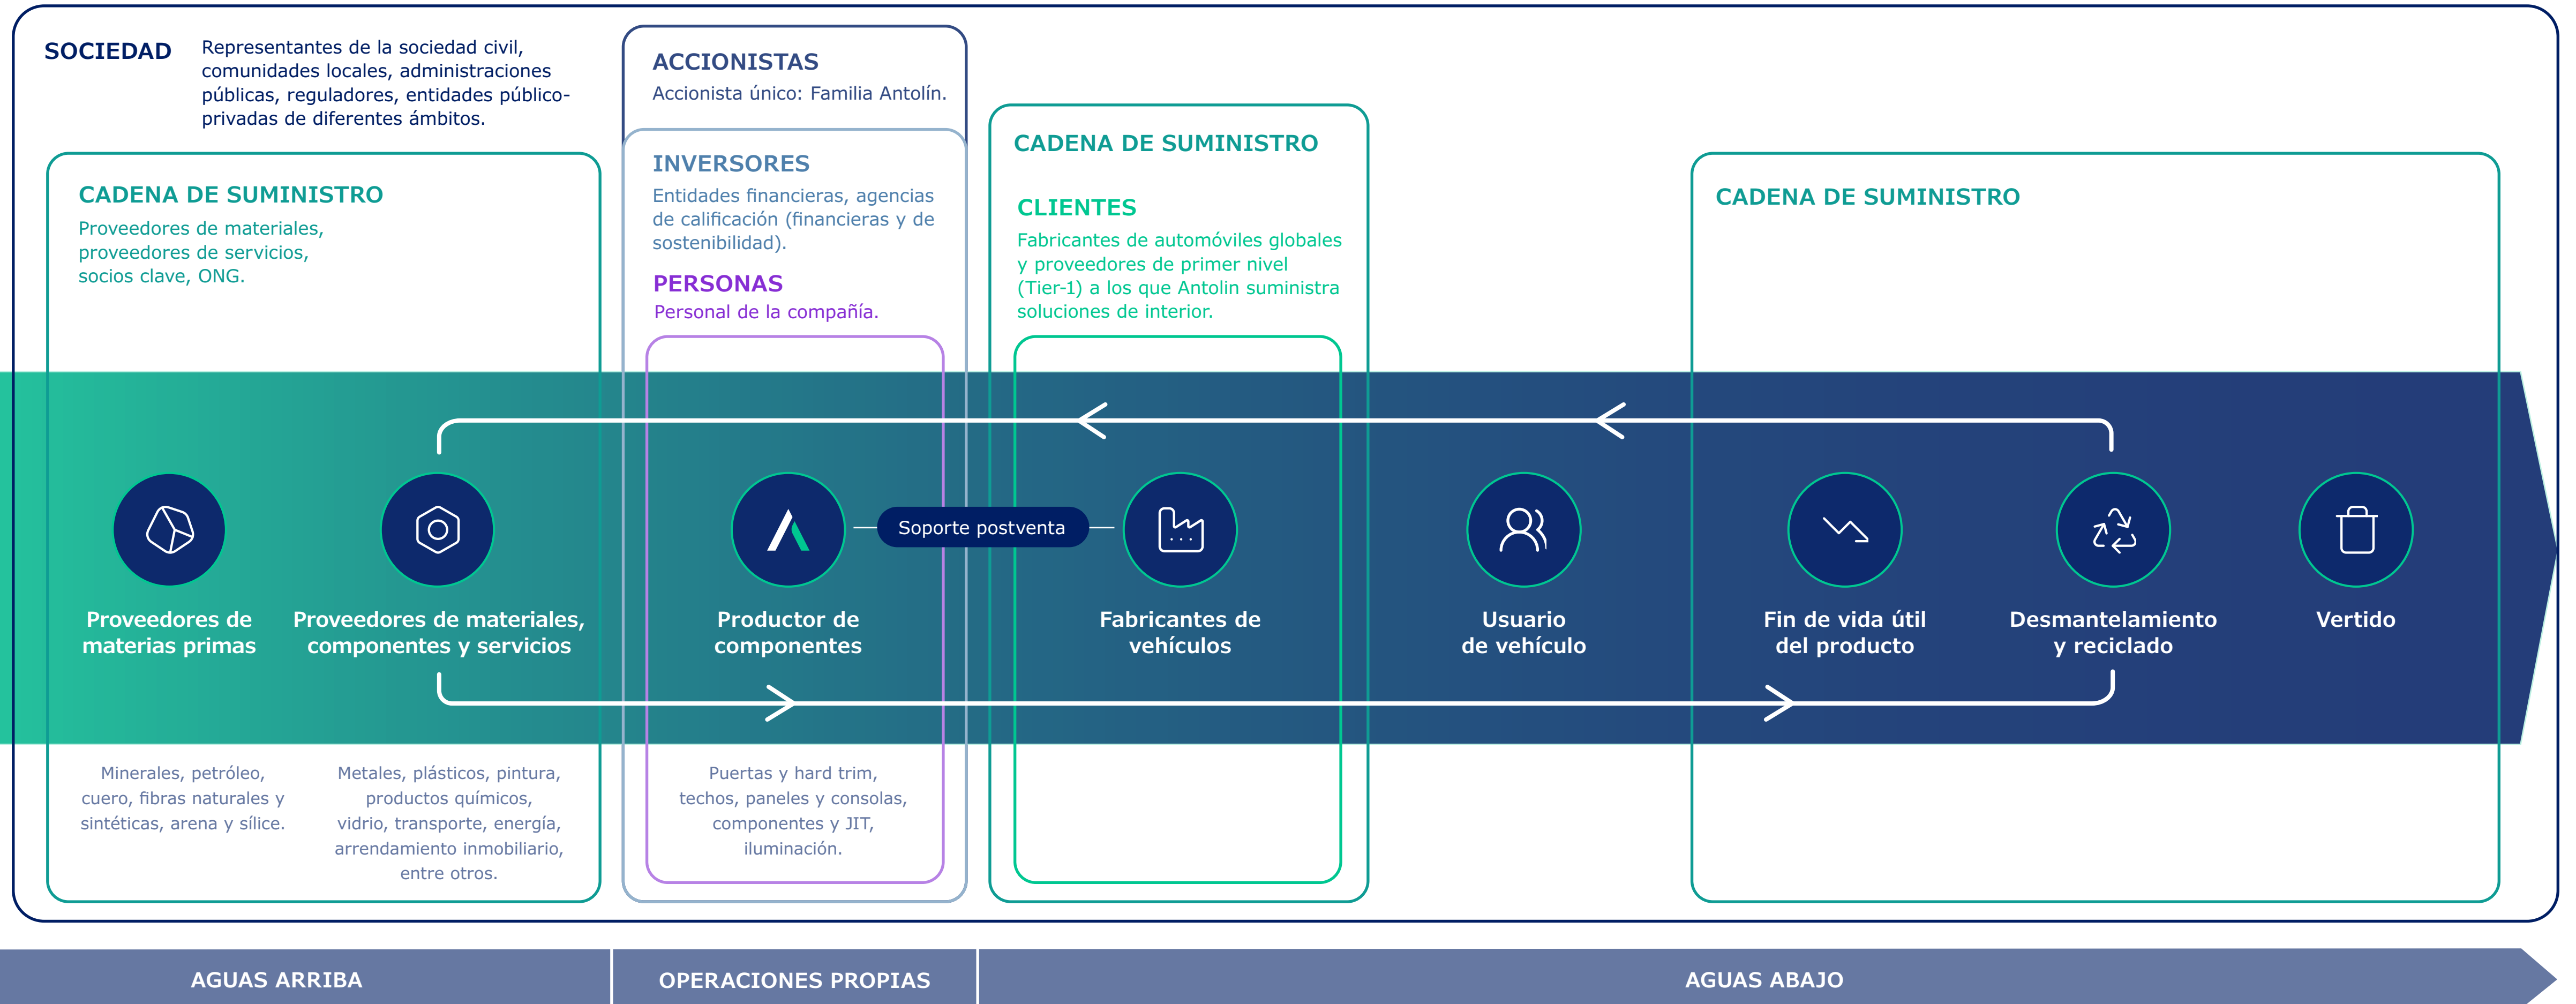 SOCIEDAD
Representantes de la sociedad civil,
comunidades locales, administraciones
públicas, reguladores, entidades público-
privadas de diferentes ámbitos.
CADENA DE SUMINISTRO
Proveedores de materiales,
proveedores de servicios,
socios clave, ONG.
ACCIONISTAS
Accionista único: Familia Antolín.
INVERSORES
Entidades financieras, agencias
de calificación (financieras y de
sostenibilidad).
PERSONAS
Personal de la compañía.
CADENA DE SUMINISTRO
CLIENTES
Fabricantes de automóviles globales
y proveedores de primer nivel
(Tier-1) a los que Antolin suministra
soluciones de interior.
CADENA DE SUMINISTRO
Soporte postventa
Proveedores de
materias primas
Proveedores de materiales,
componentes y servicios
Productor de
componentes
Fabricantes de
vehículos
Usuario
de vehículo
Fin de vida útil
del producto
Desmantelamiento
y reciclado
Vertido
Minerales, petróleo,
cuero, fibras naturales y
sintéticas, arena y sílice.
Metales, plásticos, pintura,
productos químicos,
vidrio, transporte, energía,
arrendamiento inmobiliario,
entre otros.
Puertas y hard trim,
techos, paneles y consolas,
componentes y JIT,
iluminación.
AGUAS ARRIBA
OPERACIONES PROPIAS
AGUAS ABAJO